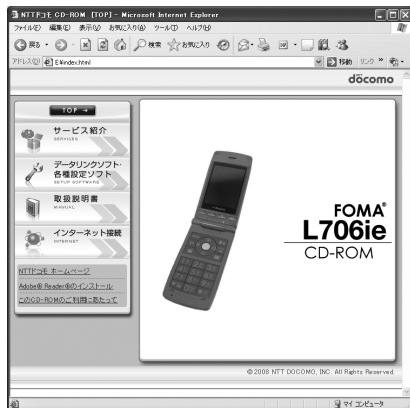 NTTドコモ CD-ROM [TOP] - Microsoft Internet Explorer
ファイル(F) 編集(E) 表示(V) お気に入り(A) ツール(T) ヘルプ(H)
戻る 検索 お気に入り
アドレス(D) E:¥index.html 移動 リンク »
döcomo
TOP →
サービス紹介
SERVICES
データリンクソフト・
各種設定ソフト
SETUP SOFTWARE
取扱説明書
MANUAL
インターネット接続
INTERNET
NTTドコモ ホームページ
Adobe® Reader®のインストール
このCD-ROMのご利用にあたって
FOMA®
L706ie
CD-ROM
©2008 NTT DOCOMO, INC. All Rights Reserved.
マイ コンピュータ